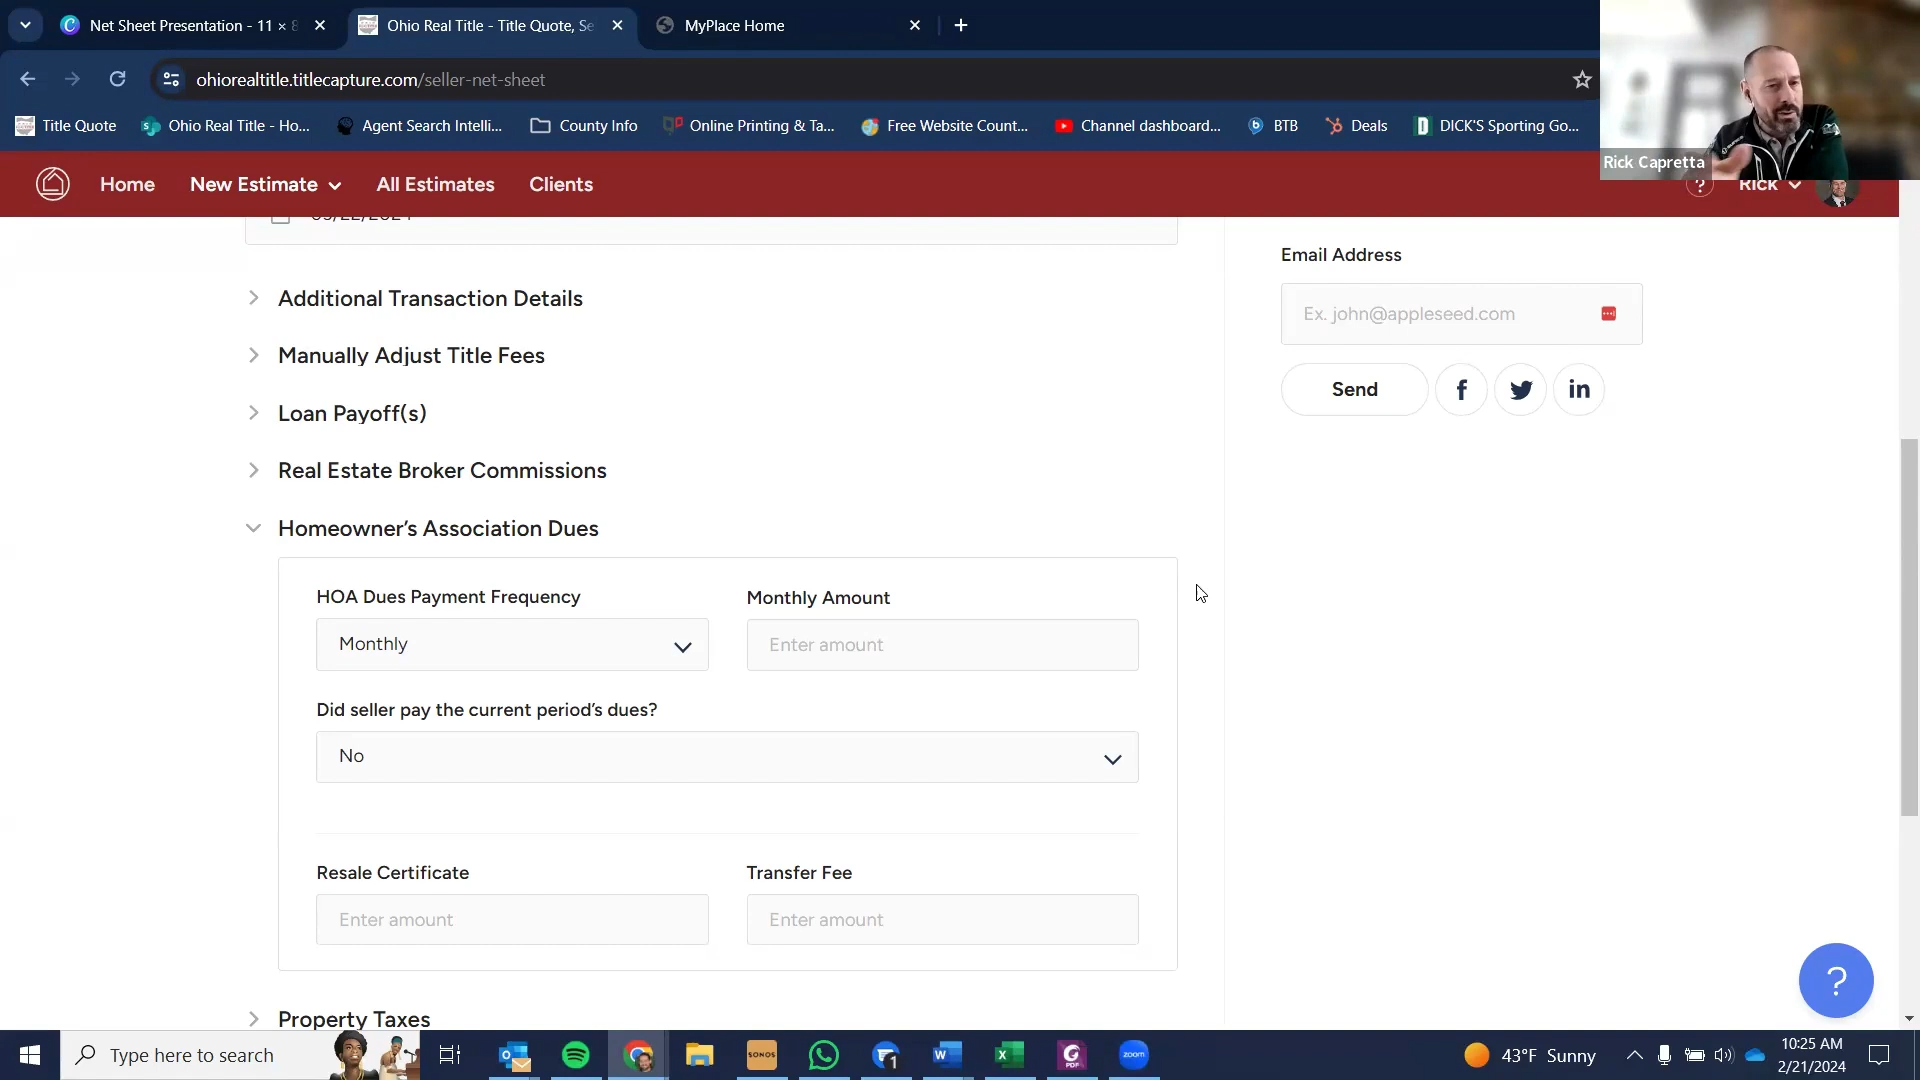 Net Sheet Presentation - 11 × 8
Ohio Real Title - Title Quote, Se
MyPlace Home
ohiorealtitle.titlecapture.com/seller-net-sheet
Title Quote
Ohio Real Title - Ho...
Agent Search Intelli...
County Info
Online Printing & Ta...
Free Website Count...
Channel dashboard...
BTB
Deals
DICK'S Sporting Go...
Rick Capretta
Home
New Estimate
All Estimates
Clients
?
RICK
Email Address
Ex. john@appleseed.com
Send
f
in
Additional Transaction Details
Manually Adjust Title Fees
Loan Payoff(s)
Real Estate Broker Commissions
Homeowner's Association Dues
HOA Dues Payment Frequency
Monthly Amount
Monthly
Enter amount
Did seller pay the current period's dues?
No
Resale Certificate
Transfer Fee
Enter amount
Enter amount
?
Property Taxes
Type here to search
SONOS
1
W
X
PDF
zoom
43°F Sunny
10:25 AM
2/21/2024